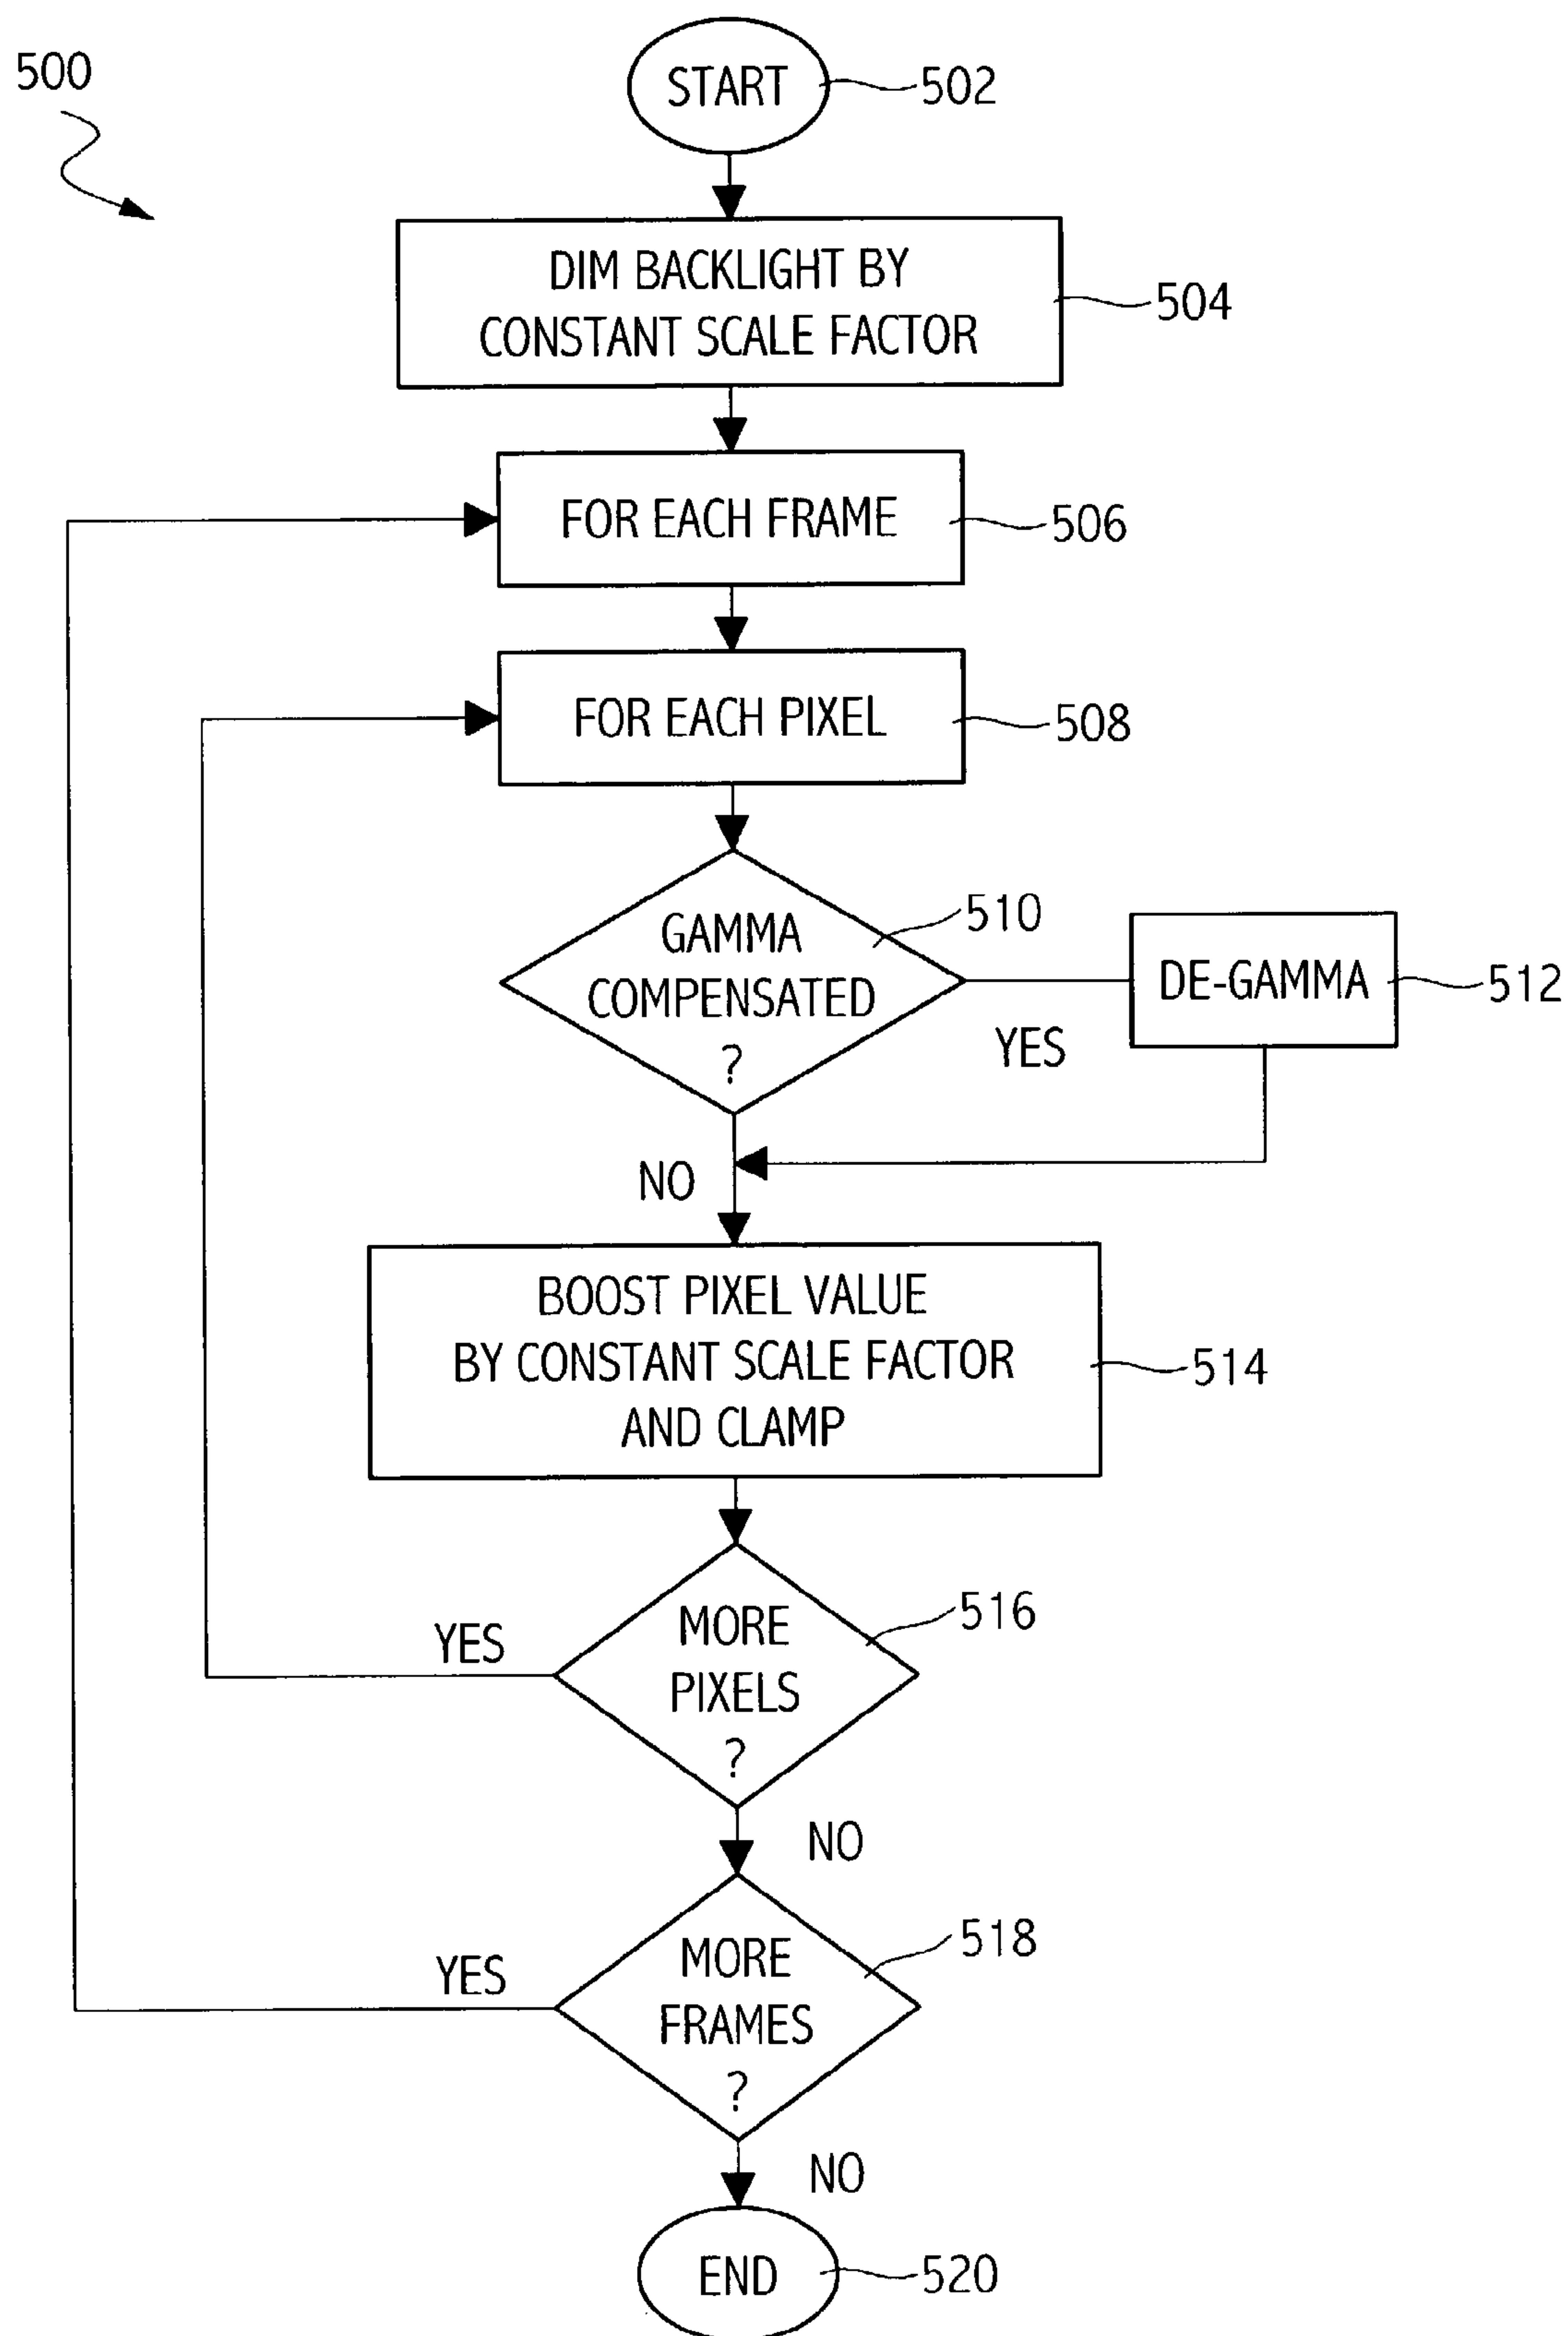 500
START
502
DIM BACKLIGHT BY
CONSTANT SCALE FACTOR
504
FOR EACH FRAME
506
FOR EACH PIXEL
508
GAMMA
COMPENSATED
?
510
YES
DE-GAMMA
512
NO
BOOST PIXEL VALUE
BY CONSTANT SCALE FACTOR
AND CLAMP
514
MORE
PIXELS
?
516
YES
NO
MORE
FRAMES
?
518
YES
NO
END
520